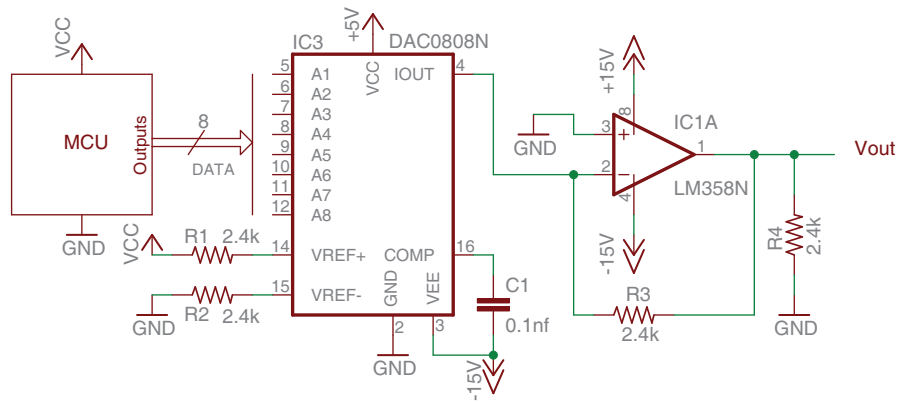 VCC
MCU
Outputs
GND
8
DATA
IC3
+5V
DAC0808N
5
6
7
8
9
10
11
12
A1
A2
A3
A4
A5
A6
A7
A8
VCC
IOUT
4
VCC
R1 2.4k
14
VREF+
COMP
16
GND
R2 2.4k
15
VREF-
GND
VEE
2
3
GND
C1
0.1nf
-15V
+15V
8
GND
3
+
2
-
4
1
IC1A
LM358N
-15V
Vout
R3
2.4k
R4
2.4k
GND